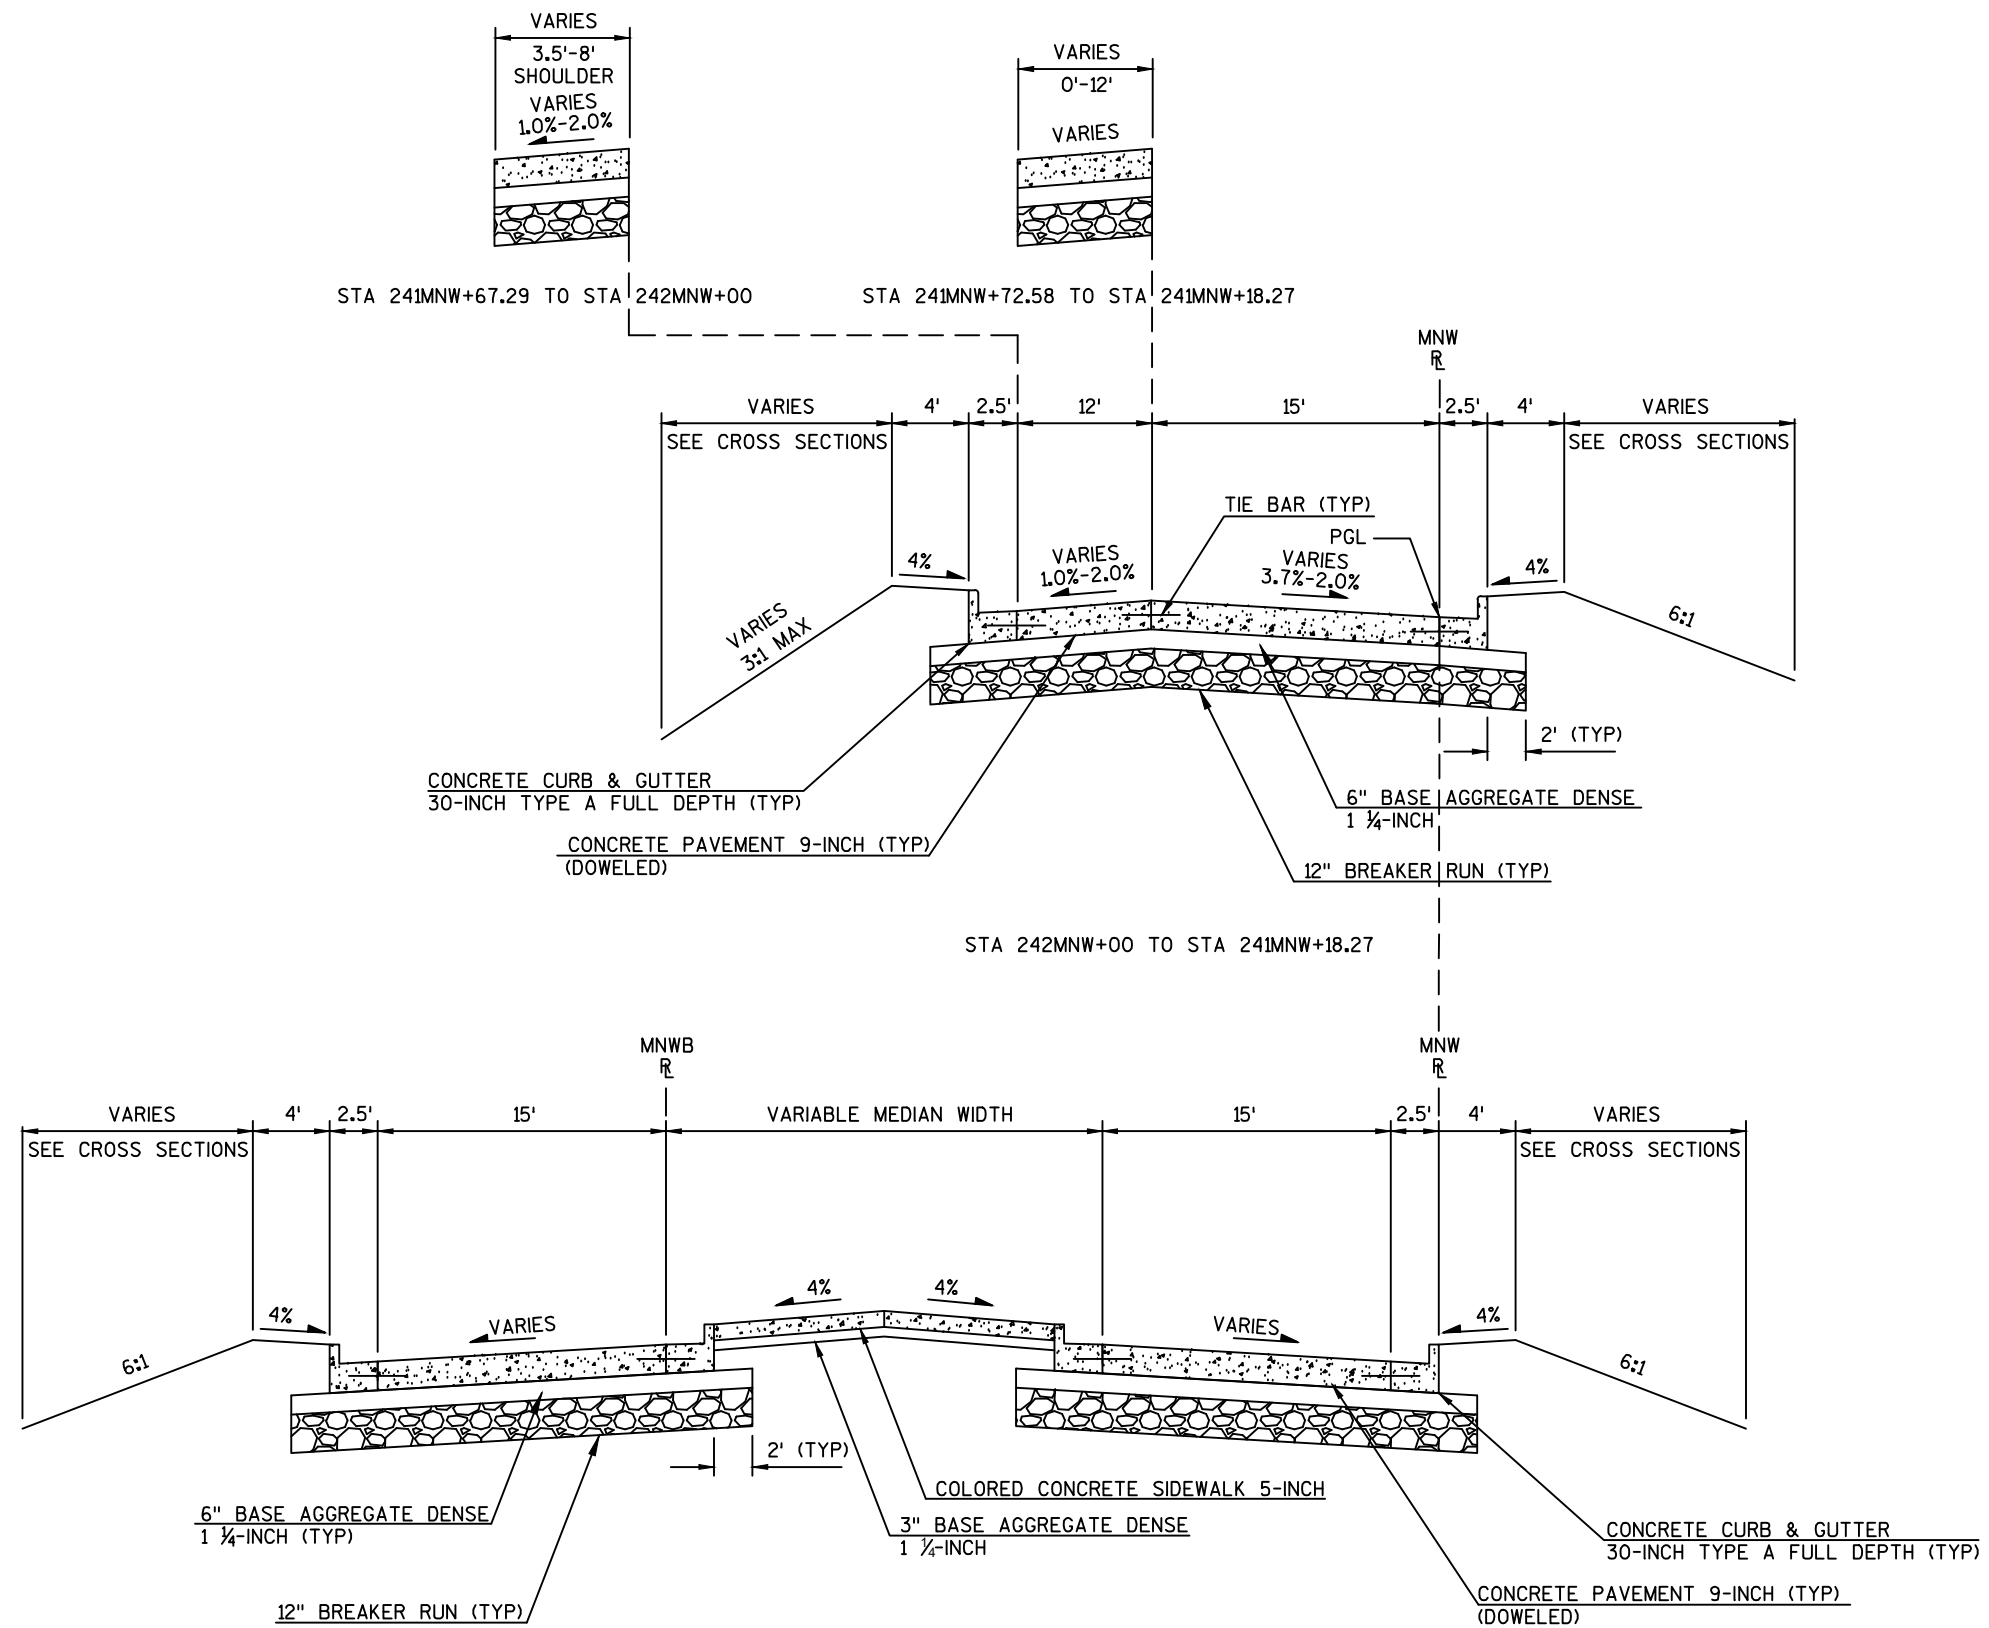 VARIES
3.5'-8'
SHOULDER
VARIES
1.0%-2.0%
VARIES
0'-12'
VARIES
STA 241MNW+67.29 TO STA 242MNW+00
STA 241MNW+72.58 TO STA 241MNW+18.27
MNW
RL
VARIES
4'
2.5'
12'
15'
2.5'
4'
VARIES
SEE CROSS SECTIONS
SEE CROSS SECTIONS
TIE BAR (TYP)
PGL
4%
VARIES
1.0%-2.0%
VARIES
3.7%-2.0%
4%
VARIES
3:1 MAX
6:1
2' (TYP)
CONCRETE CURB & GUTTER
30-INCH TYPE A FULL DEPTH (TYP)
6" BASE AGGREGATE DENSE
1 1/4-INCH
CONCRETE PAVEMENT 9-INCH (TYP)
(DOWELED)
12" BREAKER RUN (TYP)
STA 242MNW+00 TO STA 241MNW+18.27
MNWB
RL
MNW
RL
VARIES
4'
2.5'
15'
VARIABLE MEDIAN WIDTH
15'
2.5'
4'
VARIES
SEE CROSS SECTIONS
SEE CROSS SECTIONS
4%
4%
4%
VARIES
VARIES
4%
6:1
6:1
2' (TYP)
COLORED CONCRETE SIDEWALK 5-INCH
6" BASE AGGREGATE DENSE
1 1/4-INCH (TYP)
3" BASE AGGREGATE DENSE
1 1/4-INCH
CONCRETE CURB & GUTTER
30-INCH TYPE A FULL DEPTH (TYP)
CONCRETE PAVEMENT 9-INCH (TYP)
(DOWELED)
12" BREAKER RUN (TYP)